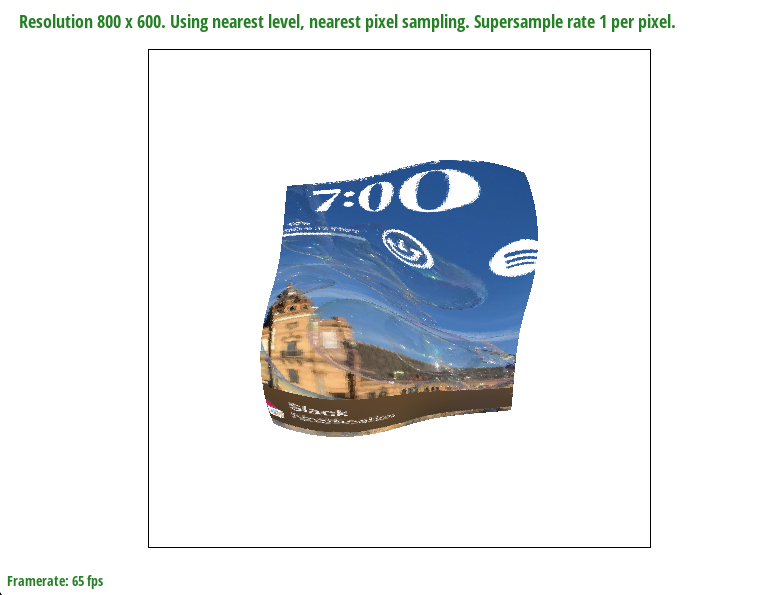 Resolution 800 x 600. Using nearest level, nearest pixel sampling. Supersample rate 1 per pixel.
7:00
Slack
Framerate: 65 fps